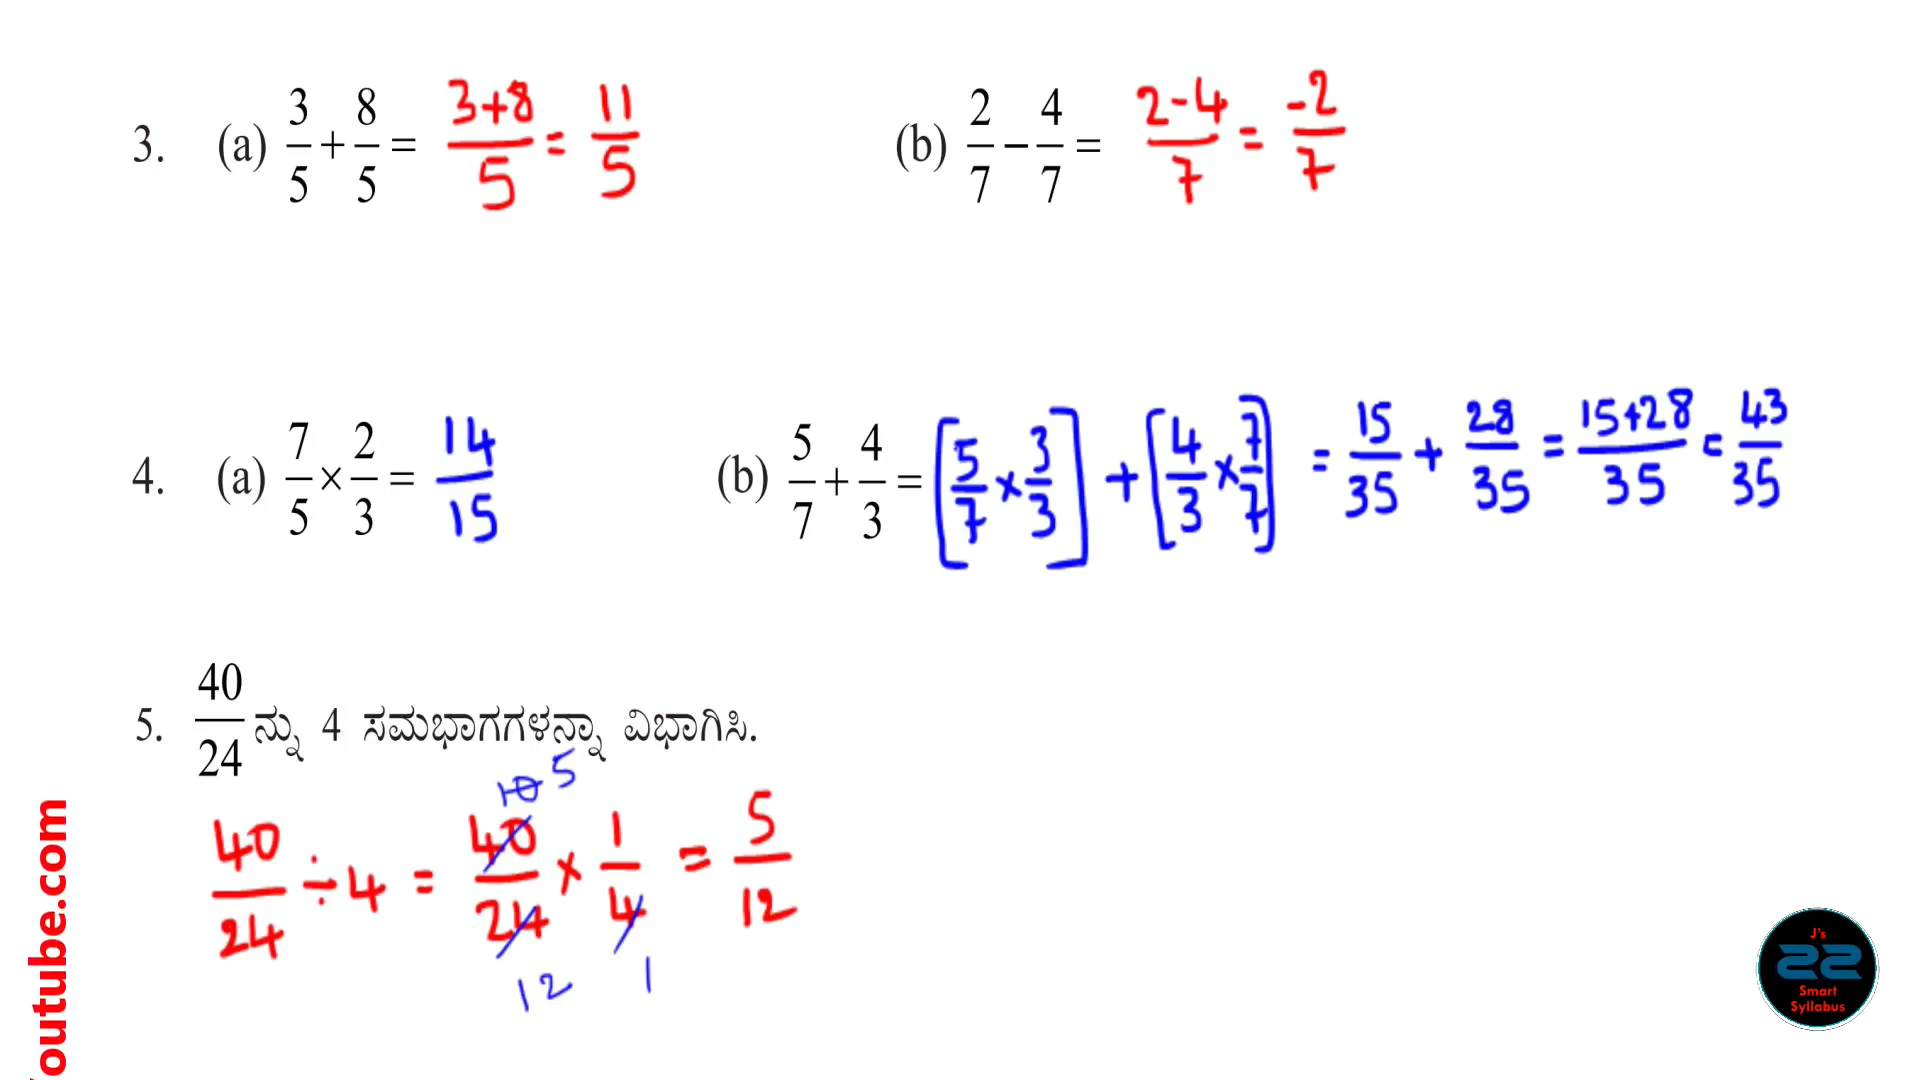 3. (a) 3/5 + 8/5 = 3+8/5 = 11/5 (b) 2/7 − 4/7 = 2-4/7 = -2/7
4. (a) 7/5 × 2/3 = 14/15 (b) 5/7 + 4/3 = [5/7 × 3/3] + [4/3 × 7/7] = 15/35 + 28/35 = 15+28/35 = 43/35
5. 40/24 ನ್ನು 4 ಸಮಭಾಗಗಳನ್ನಾ ವಿಭಾಗಿಸಿ.
10 5
40/24 ÷ 4 = 40/24 × 1/4 = 5/12
12 1
outube.com
J's
22
Smart
Syllabus